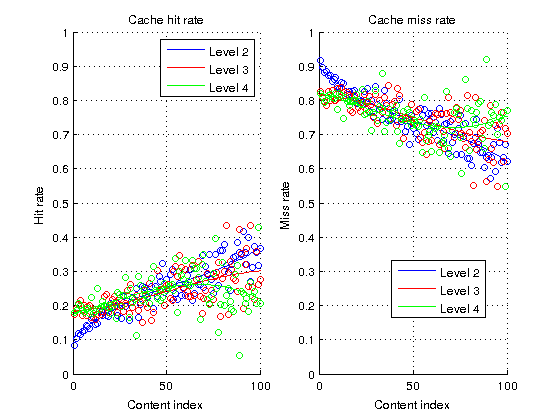 Cache hit rate
Level 2
Level 3
Level 4
1
0.9
0.8
0.7
0.6
0.5
0.4
0.3
0.2
0.1
0
0
50
100
Hit rate
Content index
Cache miss rate
1
0.9
0.8
0.7
0.6
0.5
0.4
0.3
0.2
0.1
0
0
50
100
Miss rate
Level 2
Level 3
Level 4
Content index